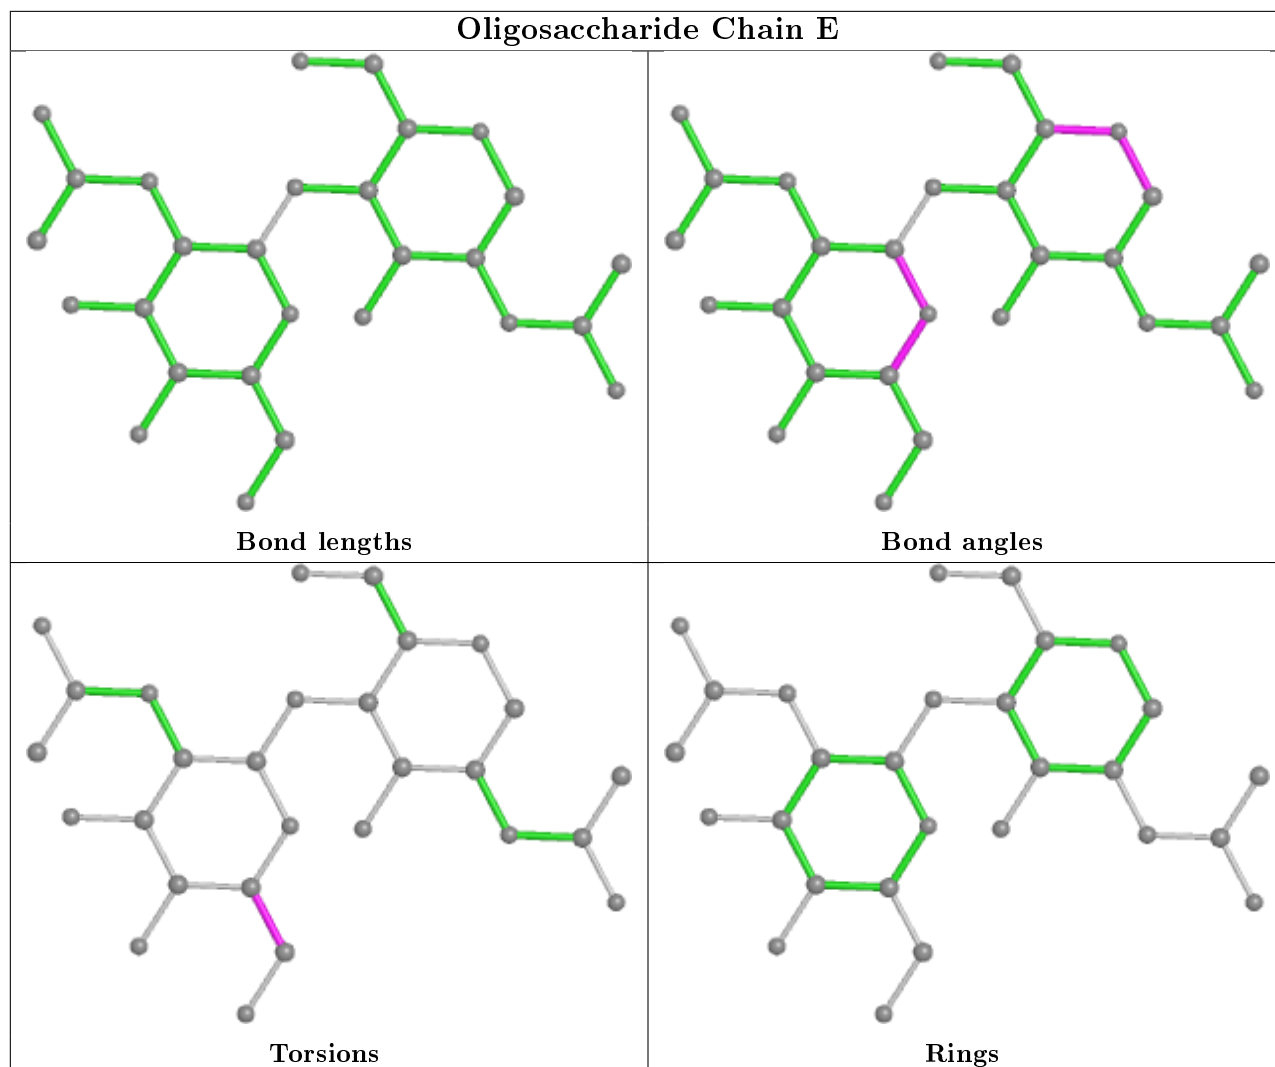 Oligosaccharide Chain E
Bond lengths
Bond angles
Torsions
Rings